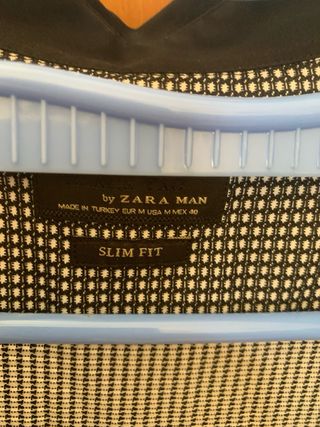 by ZARA MAN
MADE IN TURKEY EUR M USA M MEX 40
SLIM FIT